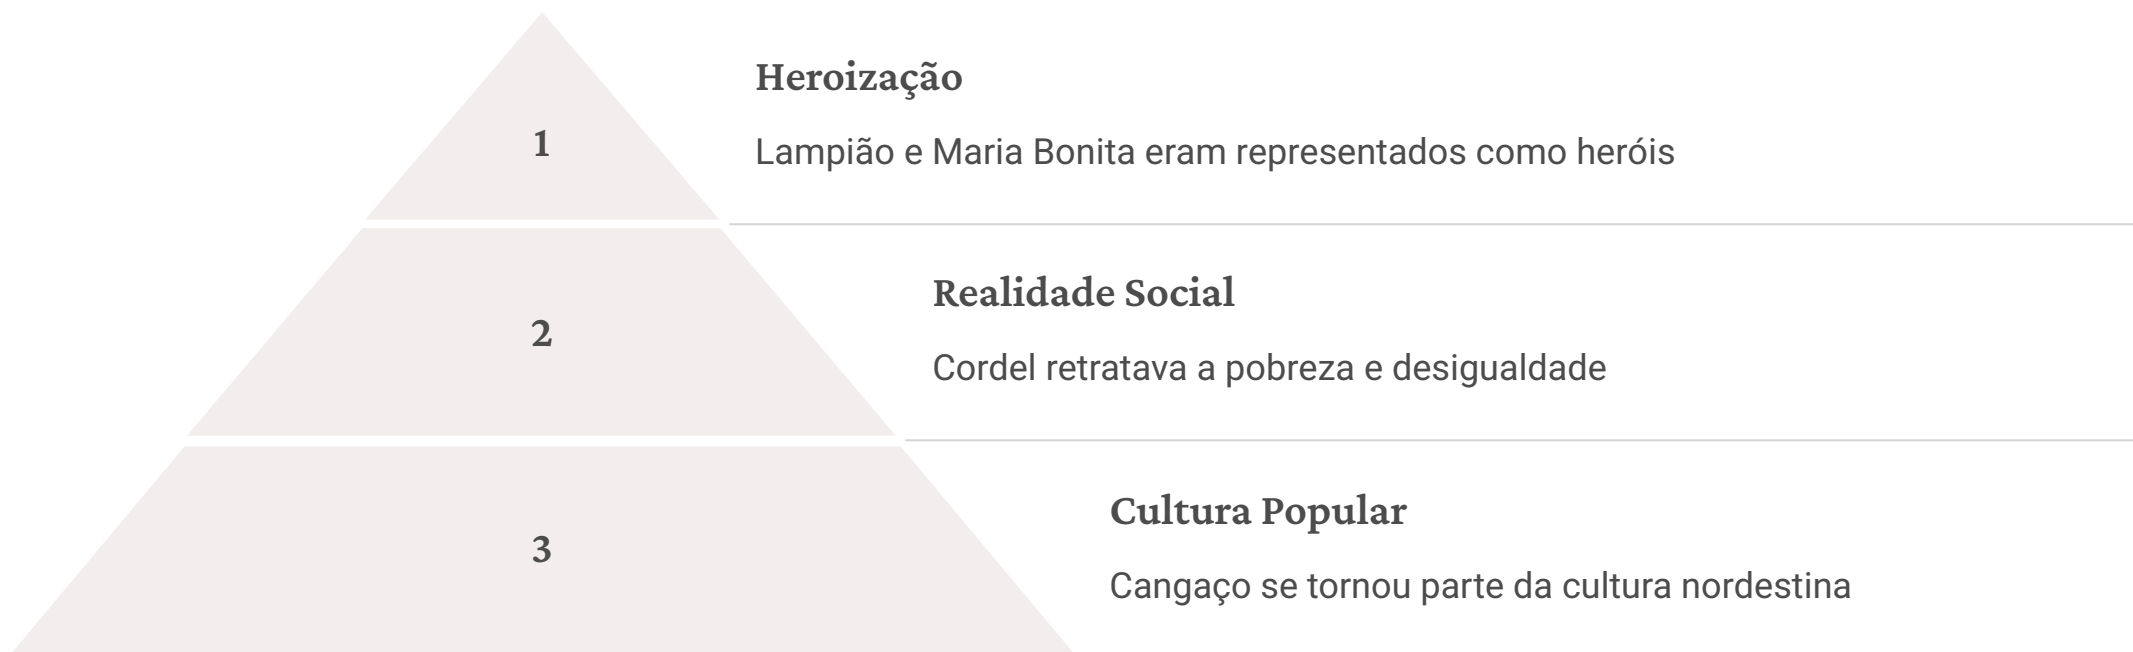 1
Heroização
Lampião e Maria Bonita eram representados como heróis
2
Realidade Social
Cordel retratava a pobreza e desigualdade
3
Cultura Popular
Cangaço se tornou parte da cultura nordestina